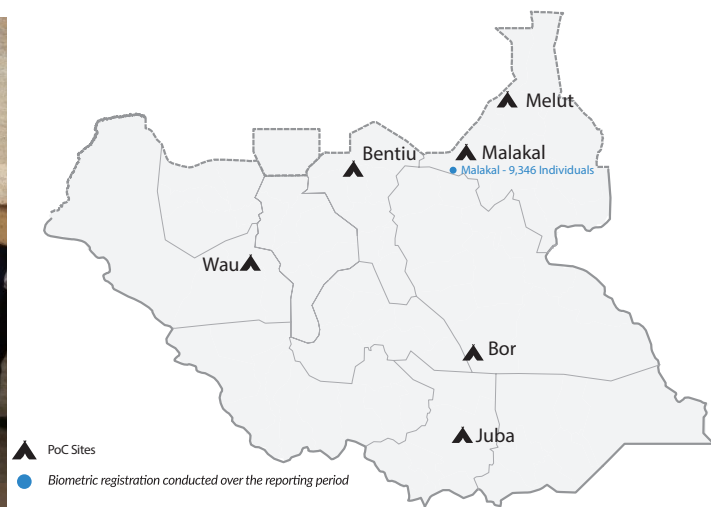 Melut
Bentiu
Malakal
Malakal - 9,346 Individuals
Wau
Bor
Juba
PoC Sites
Biometric registration conducted over the reporting period